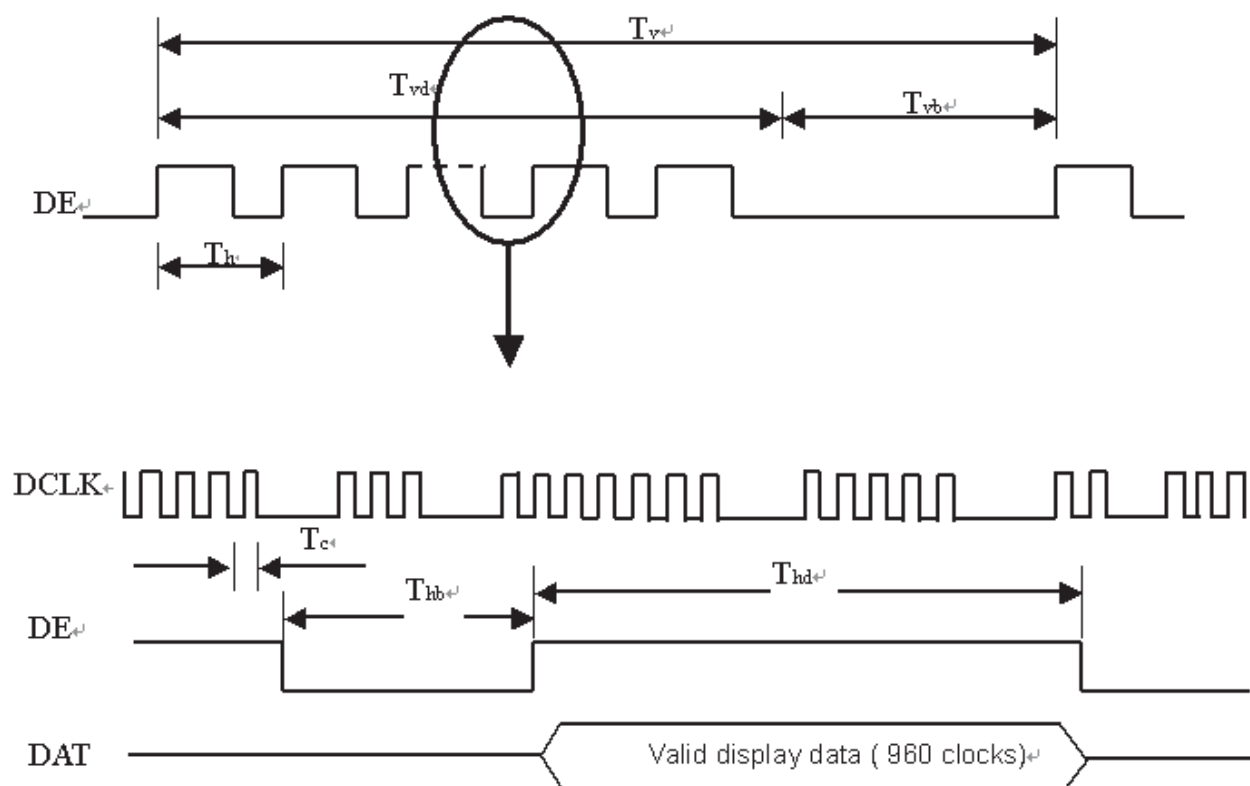 Tv↵
Tvd↵
Tvb↵
DE↵
Th↵
DCLK↵
Tc↵
Thb↵
Thd↵
DE↵
DAT
Valid display data ( 960 clocks)↵